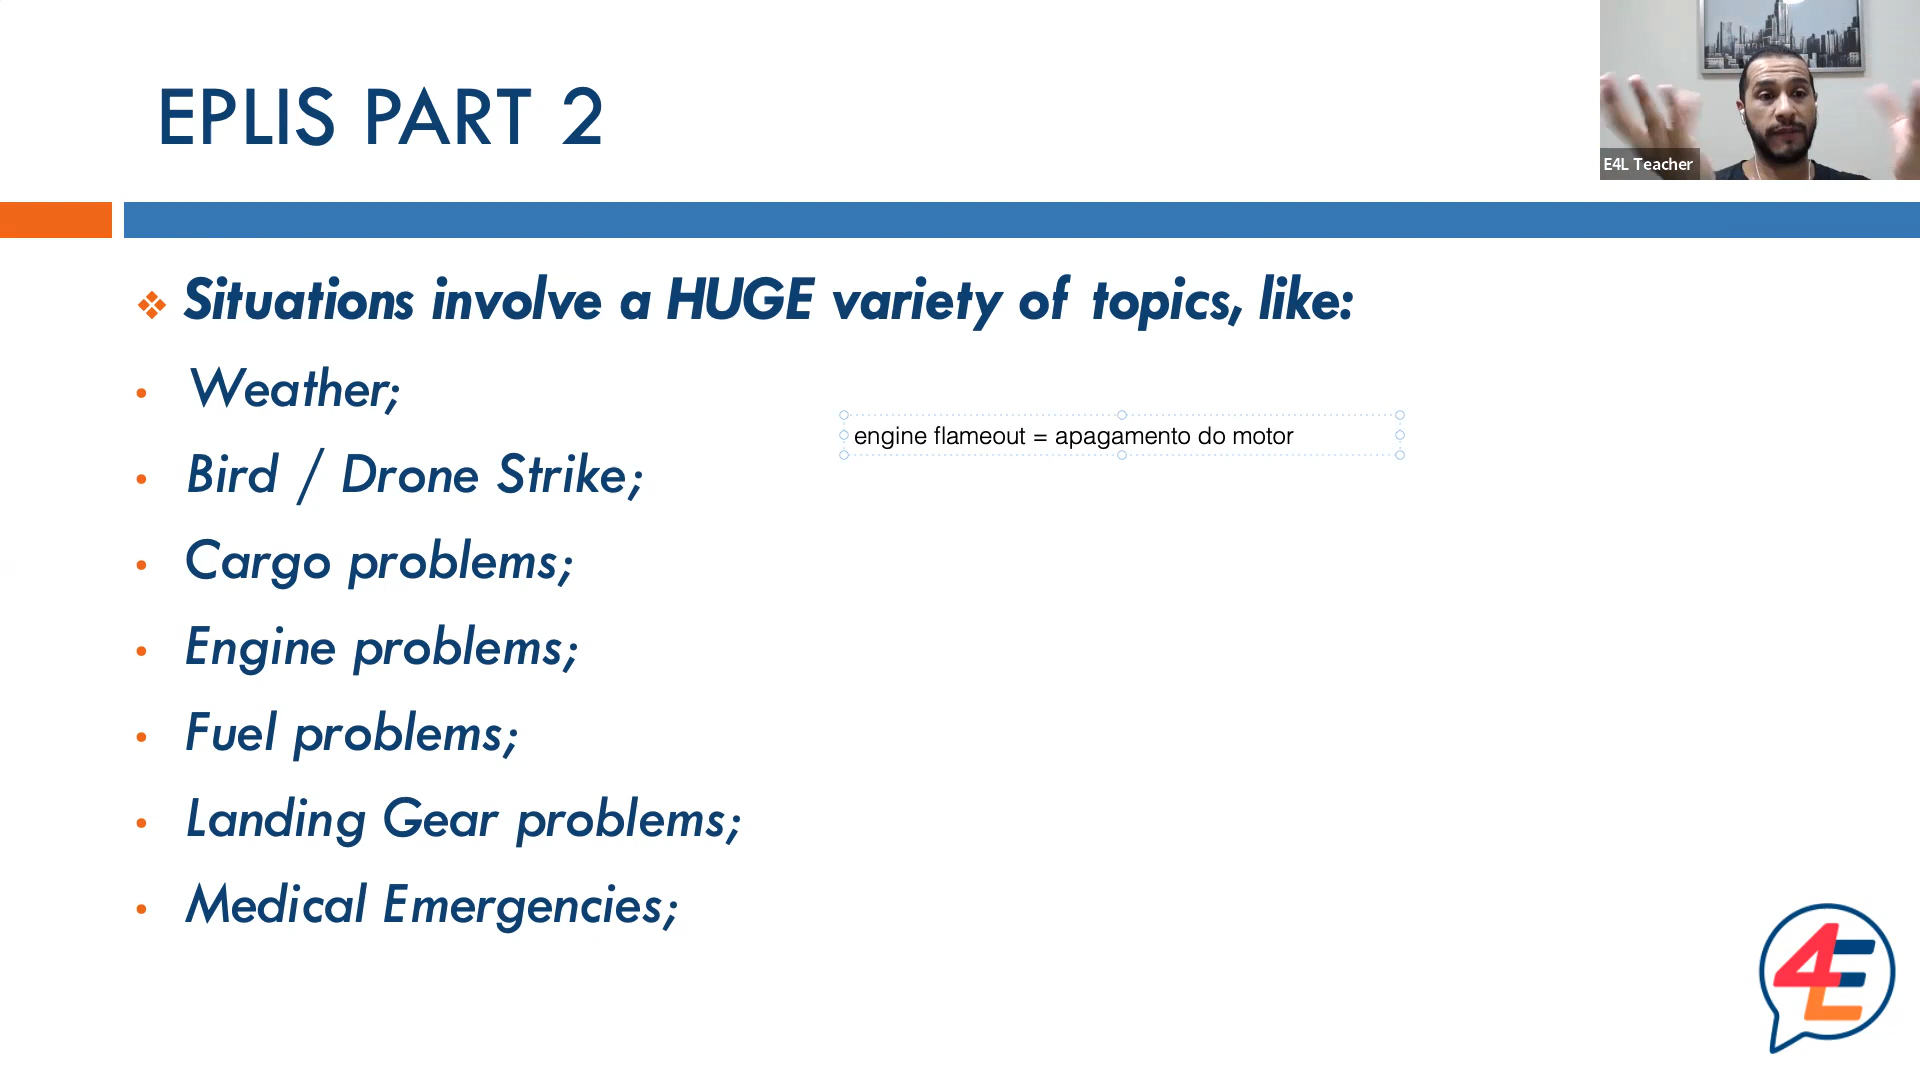 EPLIS PART 2
E4L Teacher
Situations involve a HUGE variety of topics, like:
Weather;
engine flameout = apagamento do motor
Bird / Drone Strike;
Cargo problems;
Engine problems;
Fuel problems;
Landing Gear problems;
Medical Emergencies;
4EL